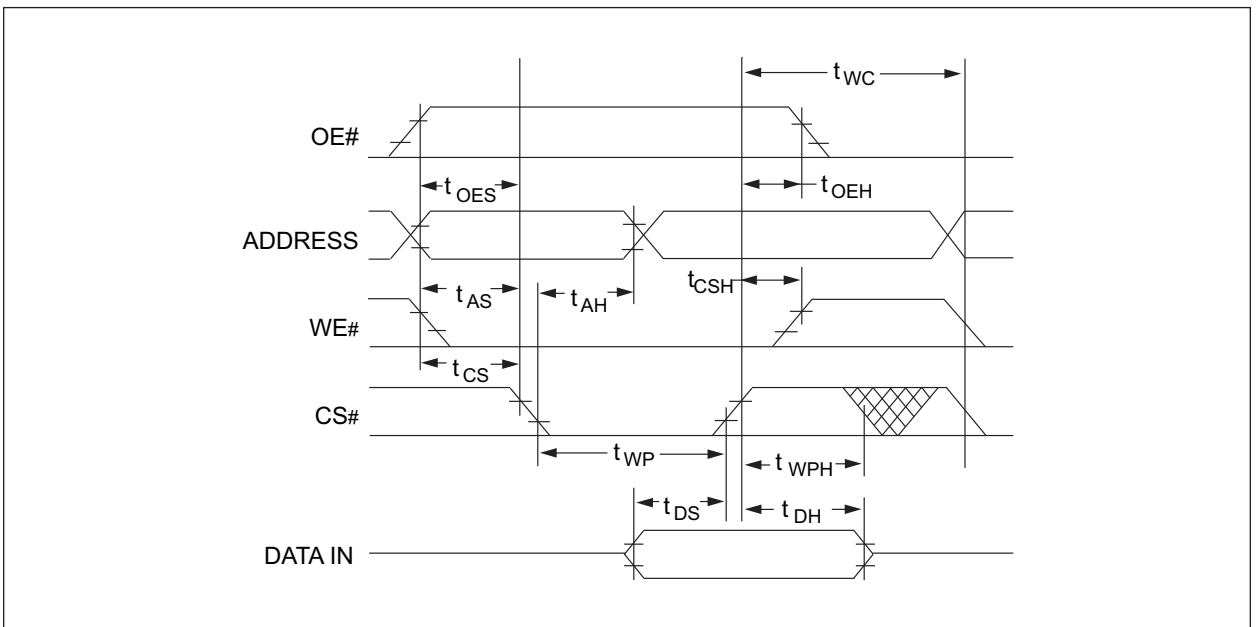 tWC
OE#
tOES
tOEH
ADDRESS
tCSH
tAS
tAH
WE#
tCS
CS#
tWP
tWPH
tDS
tDH
DATA IN